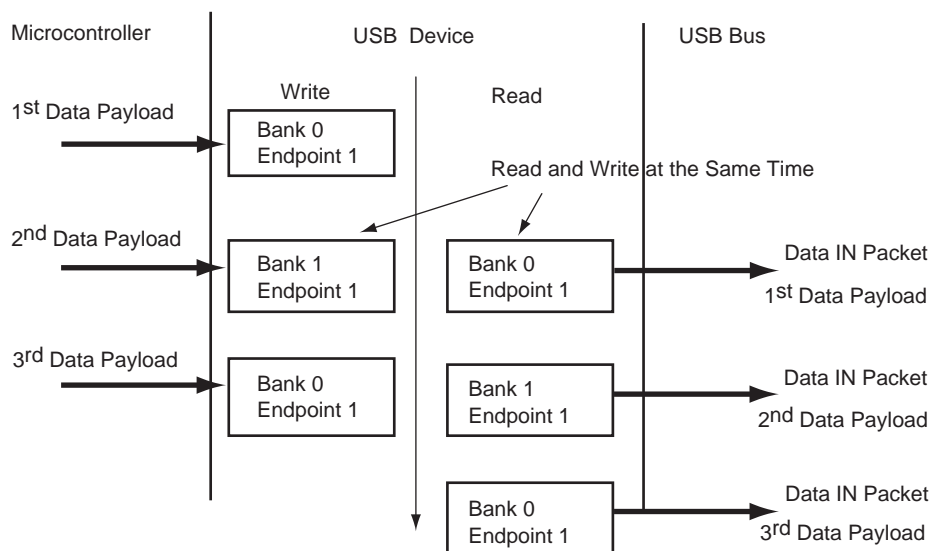 Microcontroller
USB Device
USB Bus
Write
Read
1st Data Payload
Bank 0
Endpoint 1
Read and Write at the Same Time
2nd Data Payload
Bank 1
Endpoint 1
Bank 0
Endpoint 1
Data IN Packet
1st Data Payload
3rd Data Payload
Bank 0
Endpoint 1
Bank 1
Endpoint 1
Data IN Packet
2nd Data Payload
Bank 0
Endpoint 1
Data IN Packet
3rd Data Payload